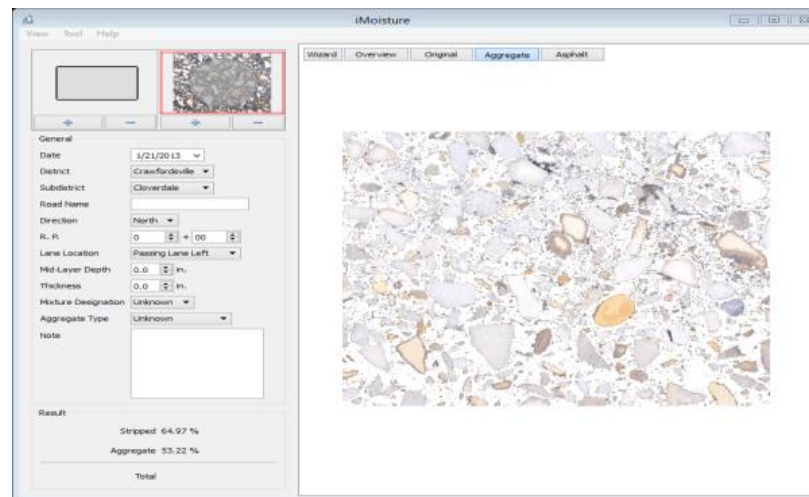 iMoisture
View Tool Help
Wizard Overview Original Aggregate Asphalt
General
Date 1/21/2013
District Crawfordsville
Subdistrict Cloverdale
Road Name
Direction North
R. P. 0 + 00
Lane Location Passing Lane Left
Mid-Layer Depth 0.0 in.
Thickness 0.0 in.
Mixture Designation Unknown
Aggregate Type Unknown
Note
Result
Stripped 64.97 %
Aggregate 53.22 %
Total